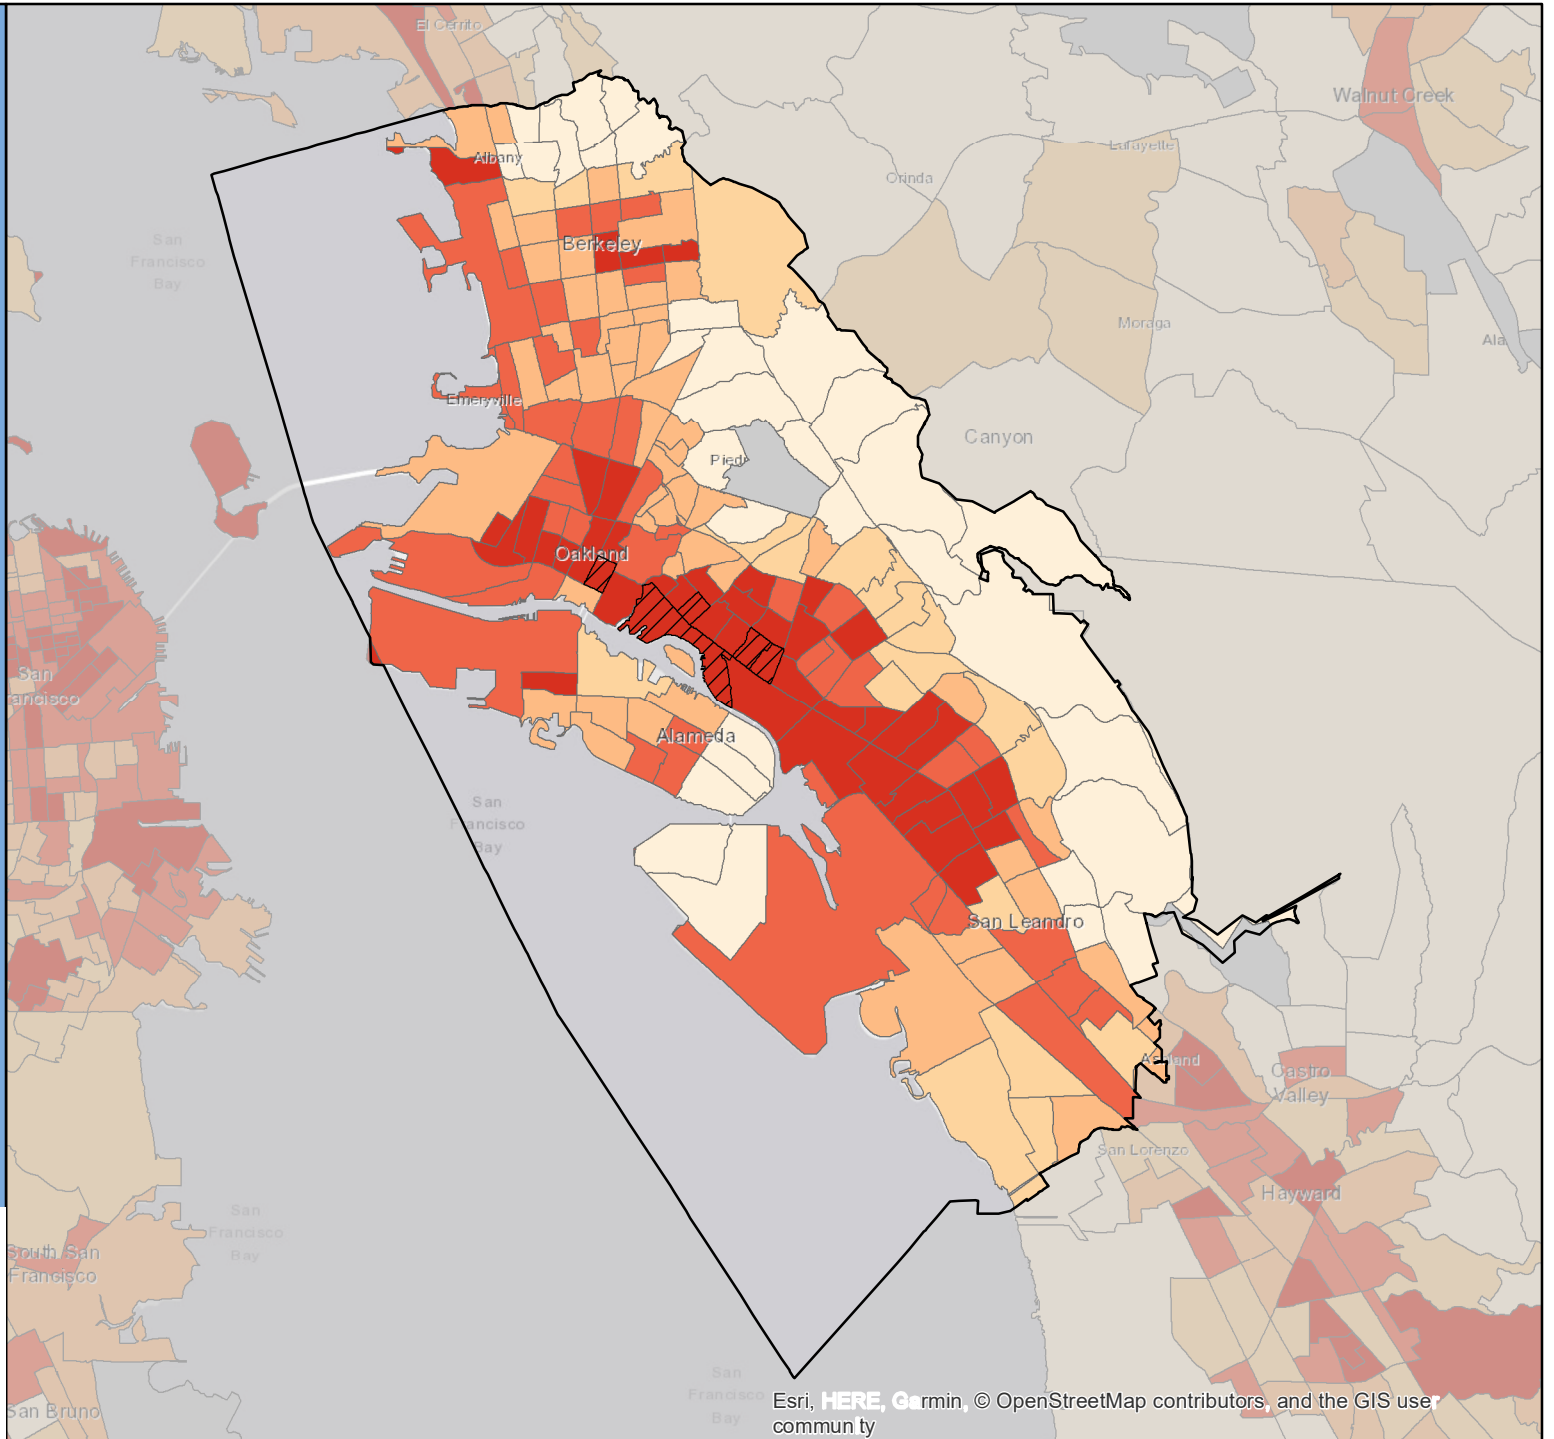 El Cerrito
Walnut Creek
Albany
Lafayette
Orinda
San
Francisco
Bay
Berkeley
Moraga
Ala
Emeryville
Canyon
Pied
Oakland
San
ancisco
Alameda
San
Francisco
Bay
San Leandro
Ashland
Castro
Valley
San Lorenzo
Hayward
San
Francisco
Bay
South San
Francisco
San
Francisco
Bay
San Bruno
Esri, HERE, Garmin, © OpenStreetMap contributors, and the GIS user
community